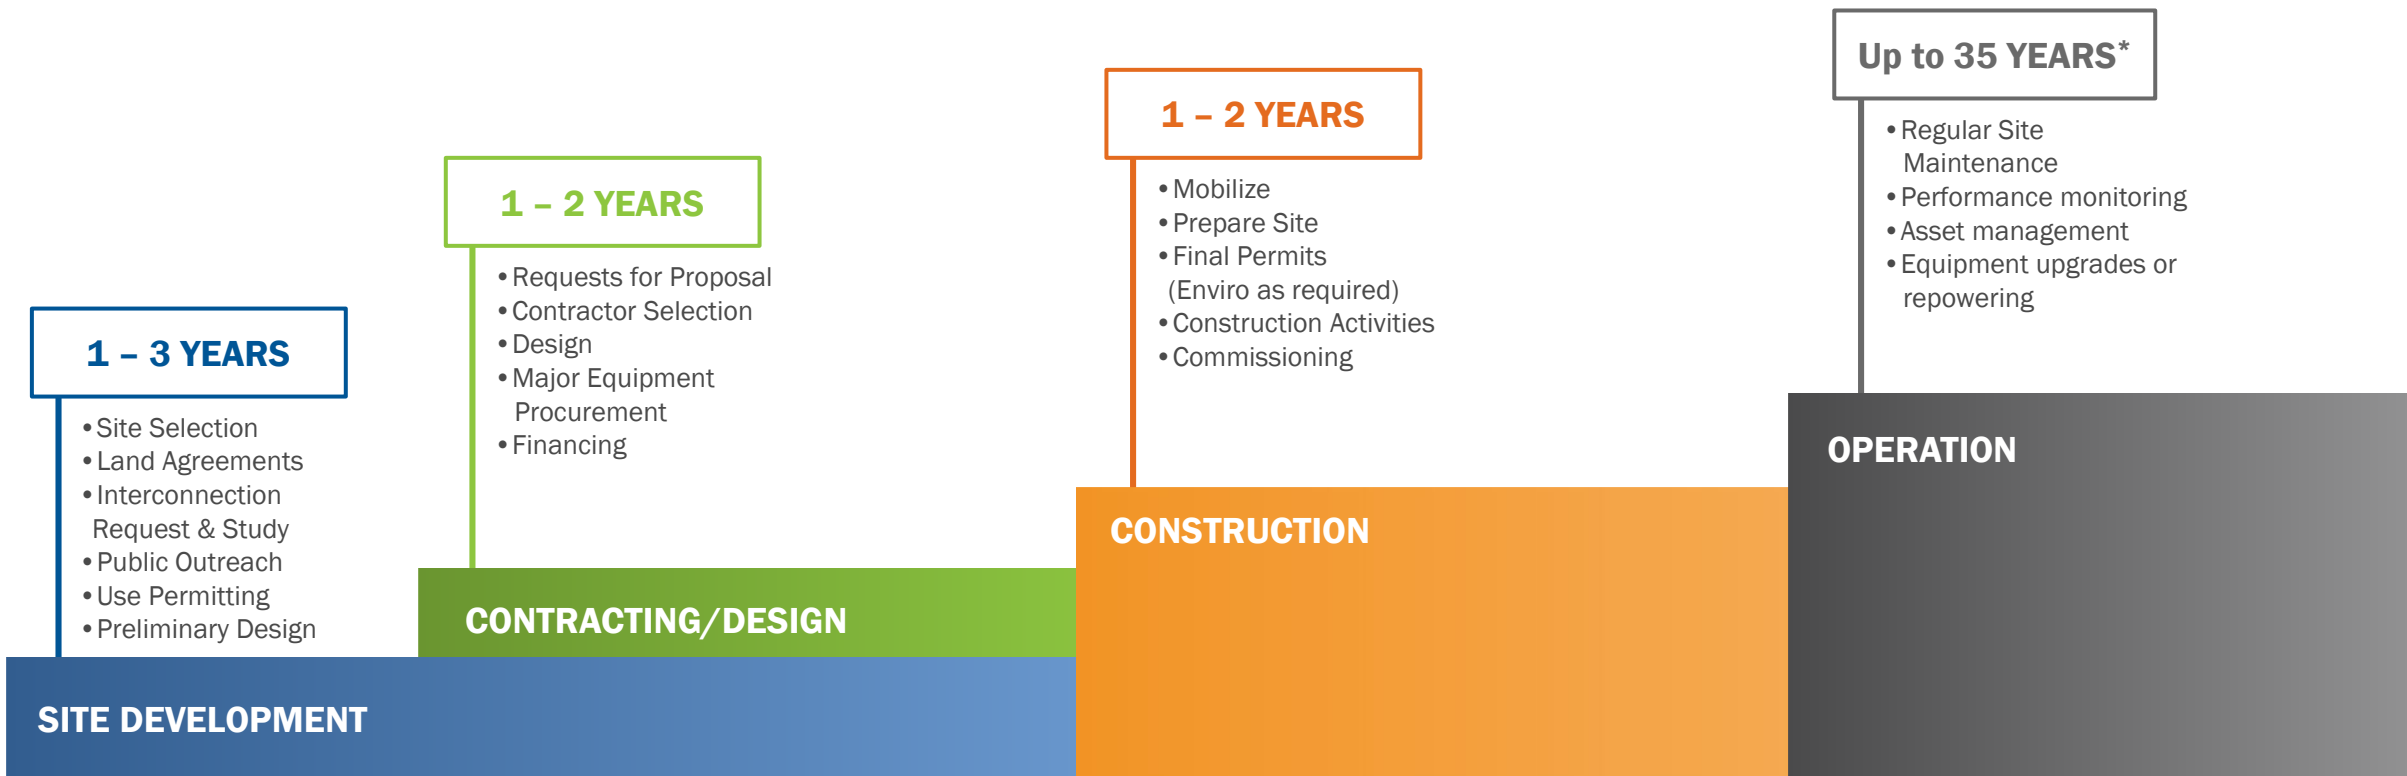 1 – 3 YEARS
•Site Selection
•Land Agreements
•Interconnection
Request & Study
•Public Outreach
•Use Permitting
•Preliminary Design
SITE DEVELOPMENT
1 – 2 YEARS
•Requests for Proposal
•Contractor Selection
•Design
•Major Equipment
Procurement
•Financing
CONTRACTING/DESIGN
1 – 2 YEARS
•Mobilize
•Prepare Site
•Final Permits
(Enviro as required)
•Construction Activities
•Commissioning
CONSTRUCTION
Up to 35 YEARS*
•Regular Site
Maintenance
•Performance monitoring
•Asset management
•Equipment upgrades or
repowering
OPERATION